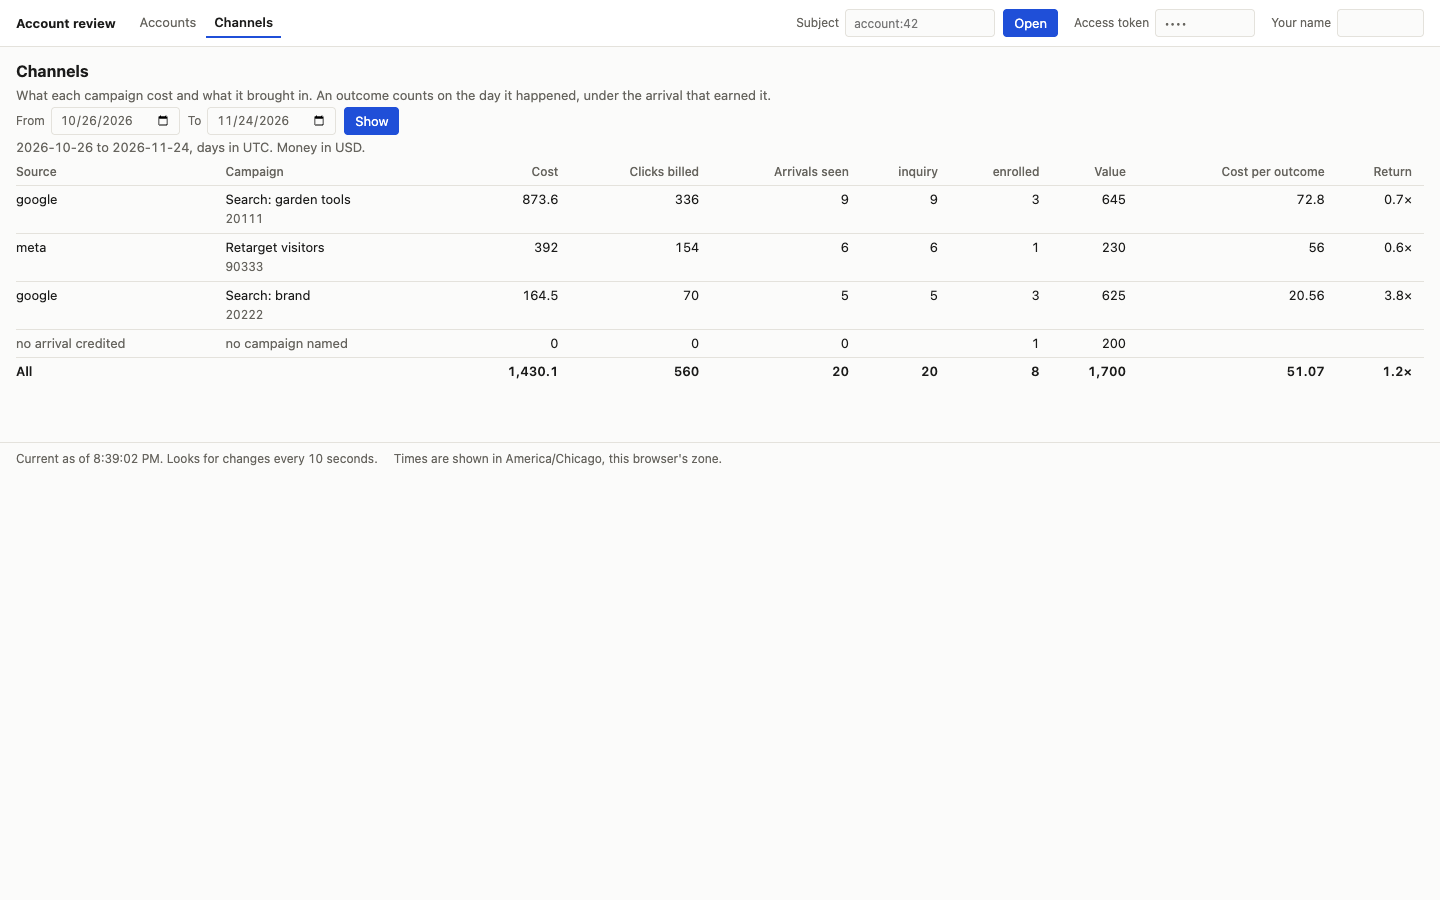 Account review Accounts Channels Subject account:42 Open Access token •••• Your name
Channels
What each campaign cost and what it brought in. An outcome counts on the day it happened, under the arrival that earned it.
From 10/26/2026 To 11/24/2026 Show
2026-10-26 to 2026-11-24, days in UTC. Money in USD.
Source Campaign Cost Clicks billed Arrivals seen inquiry enrolled Value Cost per outcome Return
google Search: garden tools 873.6 336 9 9 3 645 72.8 0.7×
20111
meta Retarget visitors 392 154 6 6 1 230 56 0.6×
90333
google Search: brand 164.5 70 5 5 3 625 20.56 3.8×
20222
no arrival credited no campaign named 0 0 0 1 200
All 1,430.1 560 20 20 8 1,700 51.07 1.2×
Current as of 8:39:02 PM. Looks for changes every 10 seconds. Times are shown in America/Chicago, this browser's zone.